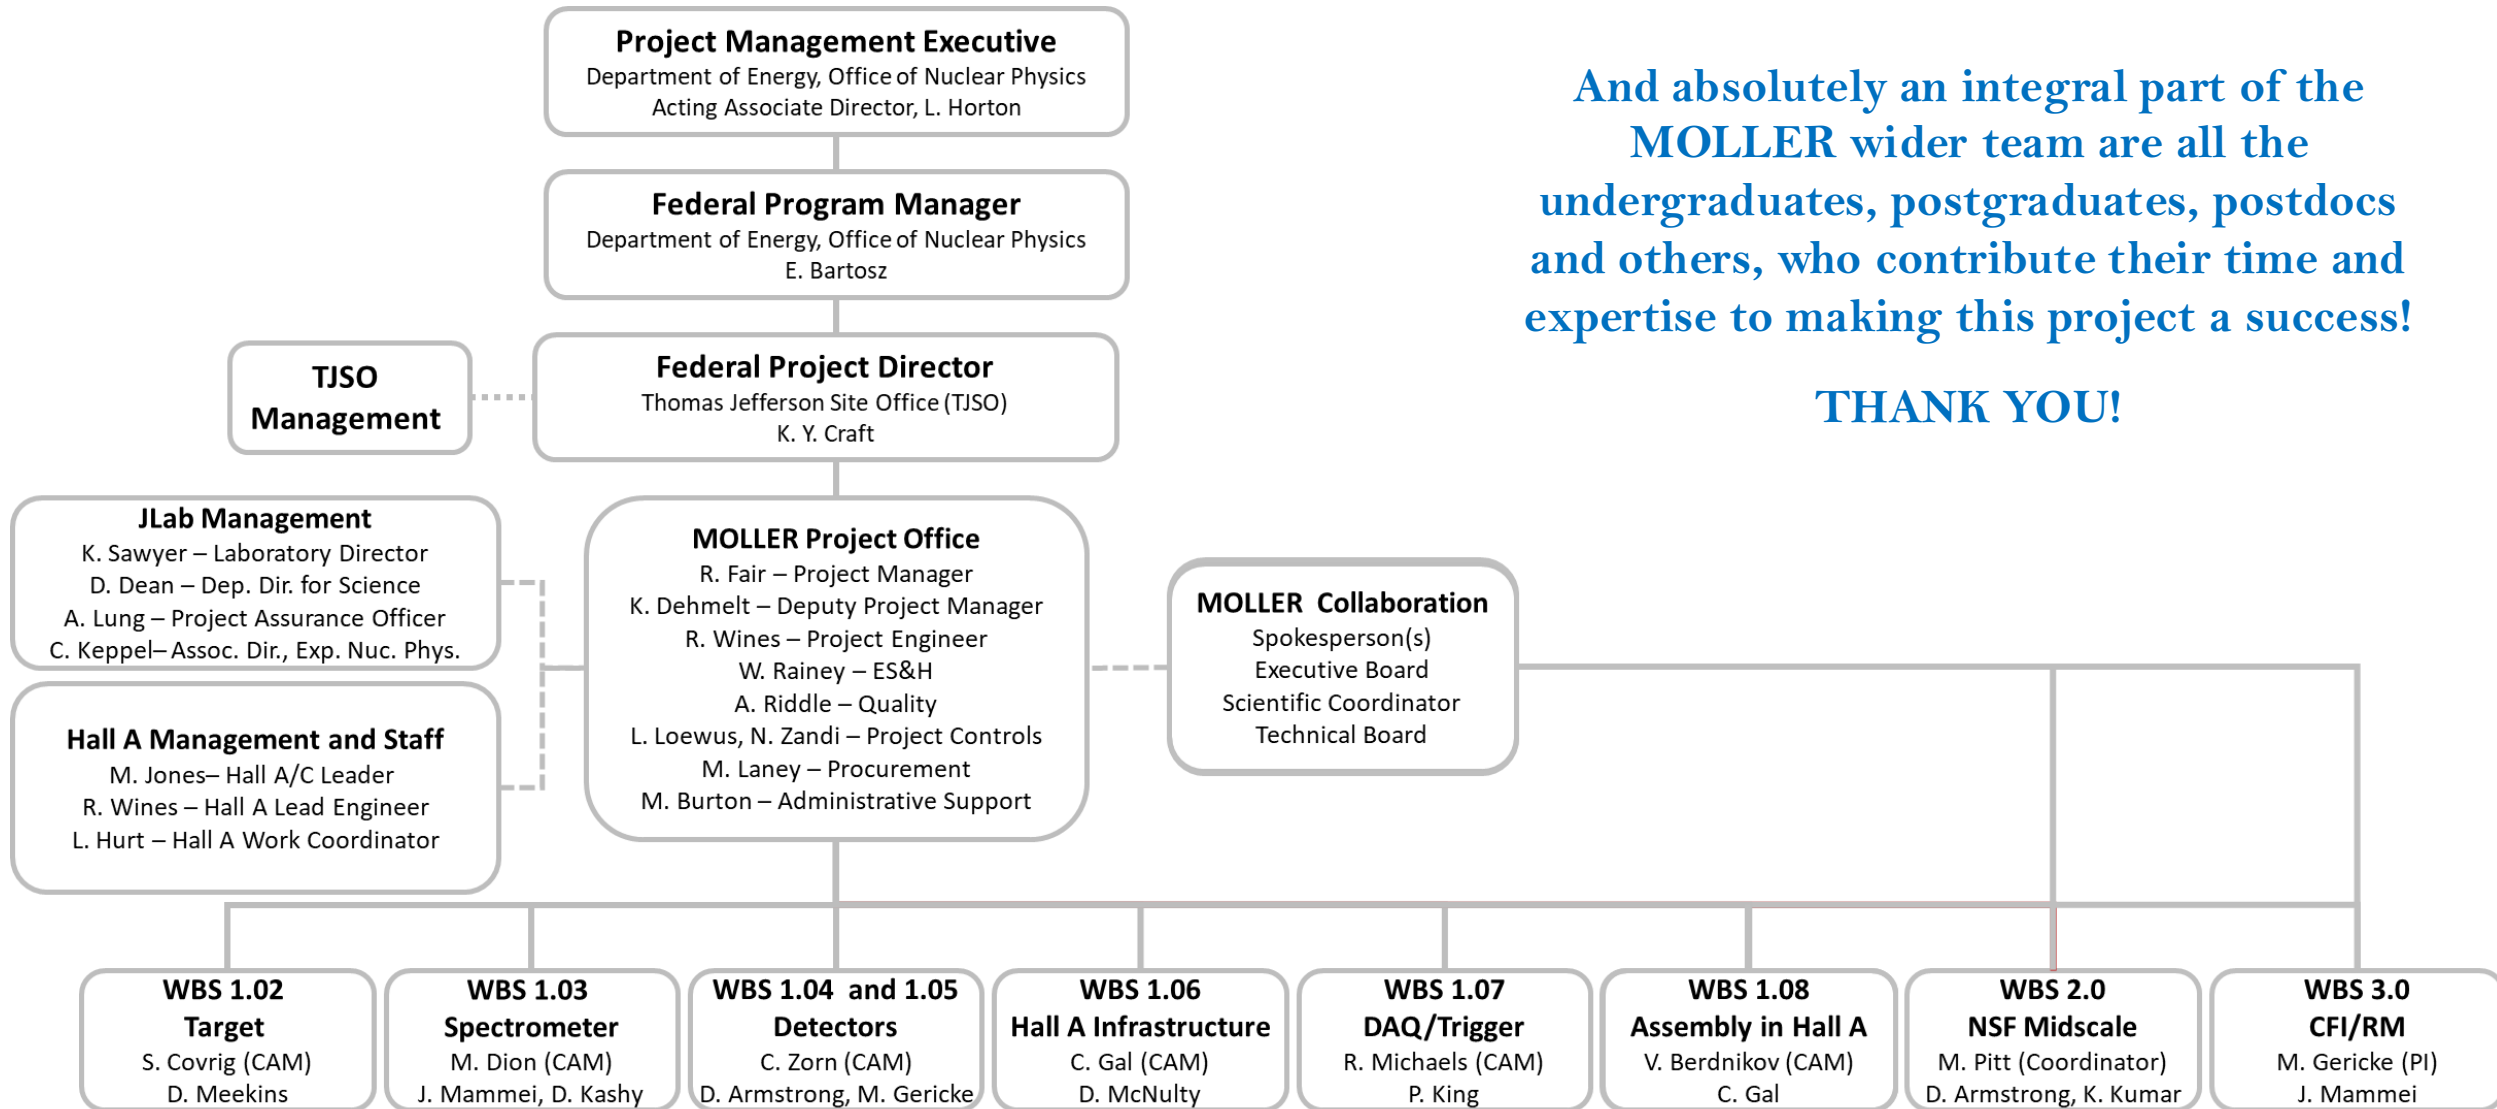 Project Management Executive
Department of Energy, Office of Nuclear Physics
Acting Associate Director, L. Horton
And absolutely an integral part of the
MOLLER wider team are all the
undergraduates, postgraduates, postdocs
and others, who contribute their time and
expertise to making this project a success!
THANK YOU!
Federal Program Manager
Department of Energy, Office of Nuclear Physics
E. Bartosz
TJSO
Management
Federal Project Director
Thomas Jefferson Site Office (TJSO)
K. Y. Craft
JLab Management
K. Sawyer – Laboratory Director
D. Dean – Dep. Dir. for Science
A. Lung – Project Assurance Officer
C. Keppel– Assoc. Dir., Exp. Nuc. Phys.
Hall A Management and Staff
M. Jones– Hall A/C Leader
R. Wines – Hall A Lead Engineer
L. Hurt – Hall A Work Coordinator
MOLLER Project Office
R. Fair – Project Manager
K. Dehmelt – Deputy Project Manager
R. Wines – Project Engineer
W. Rainey – ES&H
A. Riddle – Quality
L. Loewus, N. Zandi – Project Controls
M. Laney – Procurement
M. Burton – Administrative Support
MOLLER Collaboration
Spokesperson(s)
Executive Board
Scientific Coordinator
Technical Board
WBS 1.02
Target
S. Covrig (CAM)
D. Meekins
WBS 1.03
Spectrometer
M. Dion (CAM)
J. Mammei, D. Kashy
WBS 1.04 and 1.05
Detectors
C. Zorn (CAM)
D. Armstrong, M. Gericke
WBS 1.06
Hall A Infrastructure
C. Gal (CAM)
D. McNulty
WBS 1.07
DAQ/Trigger
R. Michaels (CAM)
P. King
WBS 1.08
Assembly in Hall A
V. Berdnikov (CAM)
C. Gal
WBS 2.0
NSF Midscale
M. Pitt (Coordinator)
D. Armstrong, K. Kumar
WBS 3.0
CFI/RM
M. Gericke (PI)
J. Mammei